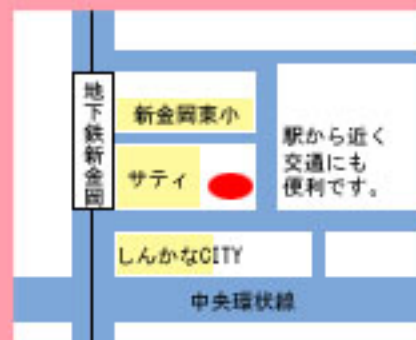 地下鉄新金岡
新金岡東小
サティ
駅から近く
交通にも
便利です。
しんかなCITY
中央環状線